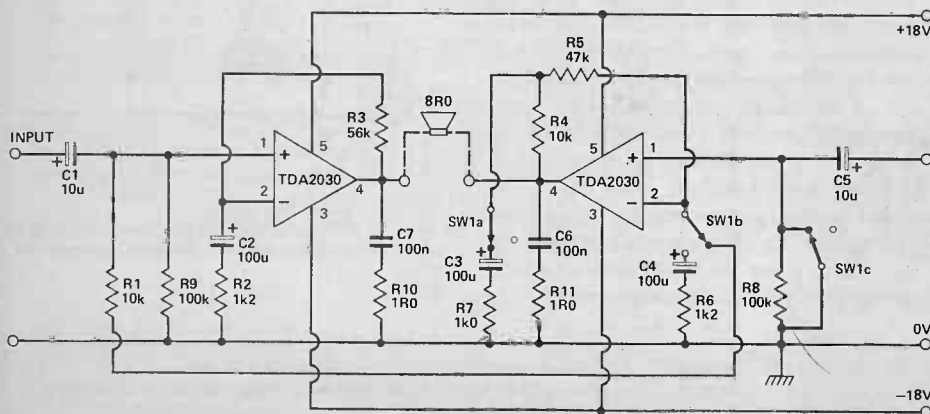 +18V
R5
47k
8R0
R3
56k
R4
10k
INPUT
C1
10u
+
1
+
5
TDA2030
4
2
−
3
4
5
TDA2030
+
1
−
2
3
+
C5
10u
SW1a
SW1b
SW1c
C7
100n
C6
100n
+
C2
100u
+
C3
100u
+
C4
100u
R1
10k
R9
100k
R2
1k2
R10
1R0
R7
1k0
R11
1R0
R6
1k2
R8
100k
0V
−18V